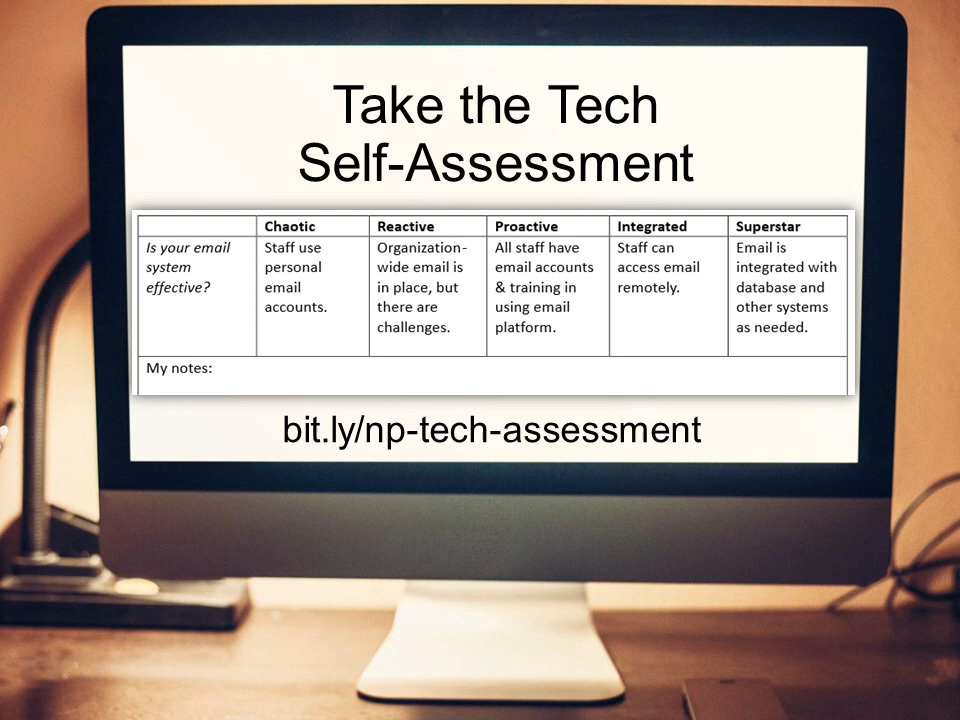 Take the Tech
Self-Assessment
Chaotic Reactive Proactive Integrated Superstar
Is your email system effective?
Staff use personal email accounts.
Organization-wide email is in place, but there are challenges.
All staff have email accounts & training in using email platform.
Staff can access email remotely.
Email is integrated with database and other systems as needed.
My notes:
bit.ly/np-tech-assessment